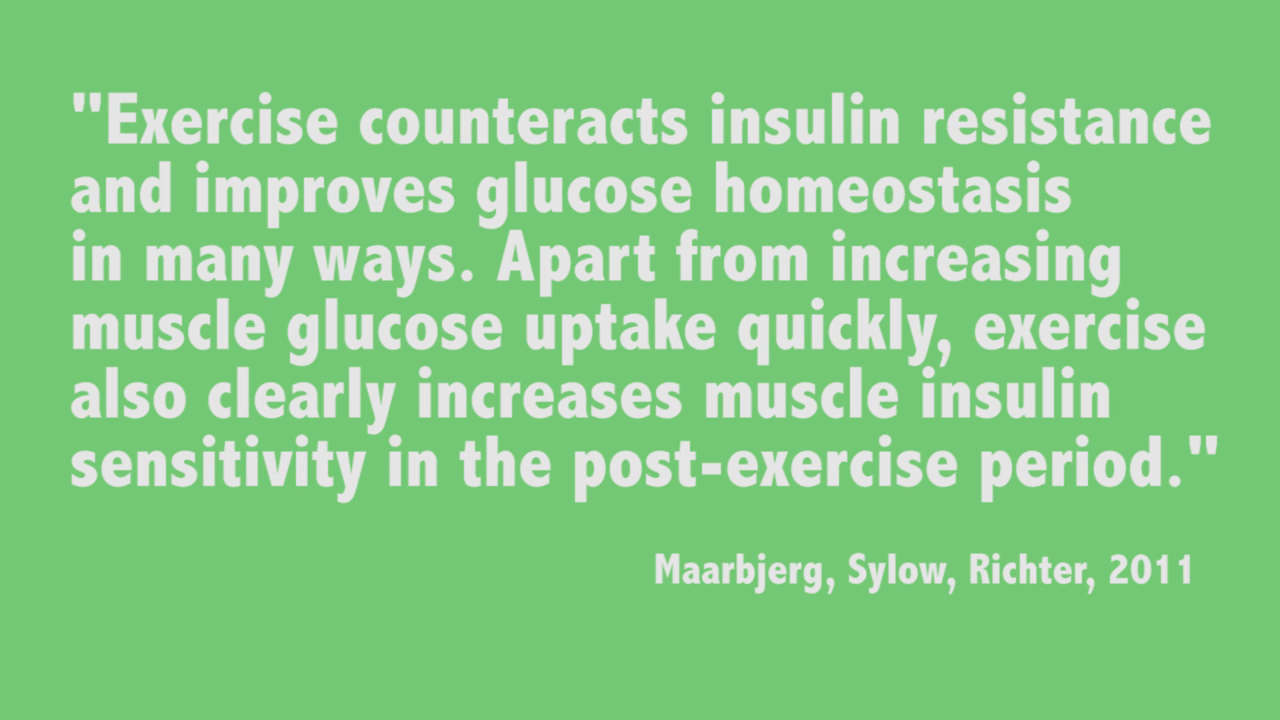 "Exercise counteracts insulin resistance
and improves glucose homeostasis
in many ways. Apart from increasing
muscle glucose uptake quickly, exercise
also clearly increases muscle insulin
sensitivity in the post-exercise period."
Maarbjerg, Sylow, Richter, 2011